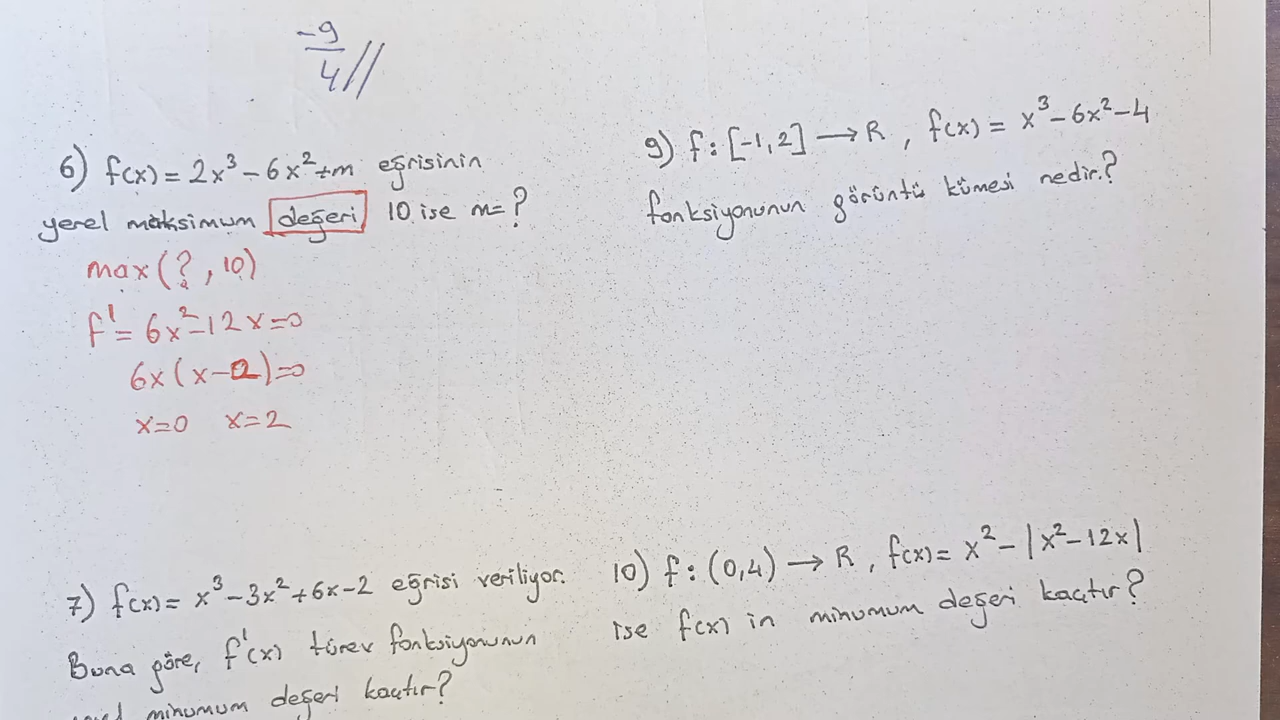 -9
4//
6) f(x) = 2x³ - 6x² + m eğrisinin
yerel maksimum değeri 10 ise m=?
max(?, 10)
f' = 6x² - 12x = 0
6x(x-2) = 0
x=0 x=2
7) f(x) = x³ - 3x² + 6x - 2 eğrisi veriliyor.
Buna göre, f'(x) türev fonksiyonunun
minumum değeri kaçtır?
9) f: [-1,2] → R, f(x) = x³ - 6x² - 4
fonksiyonunun görüntü kümesi nedir?
10) f: (0,4) → R, f(x) = x² - |x² - 12x|
ise f(x) in minumum değeri kaçtır?